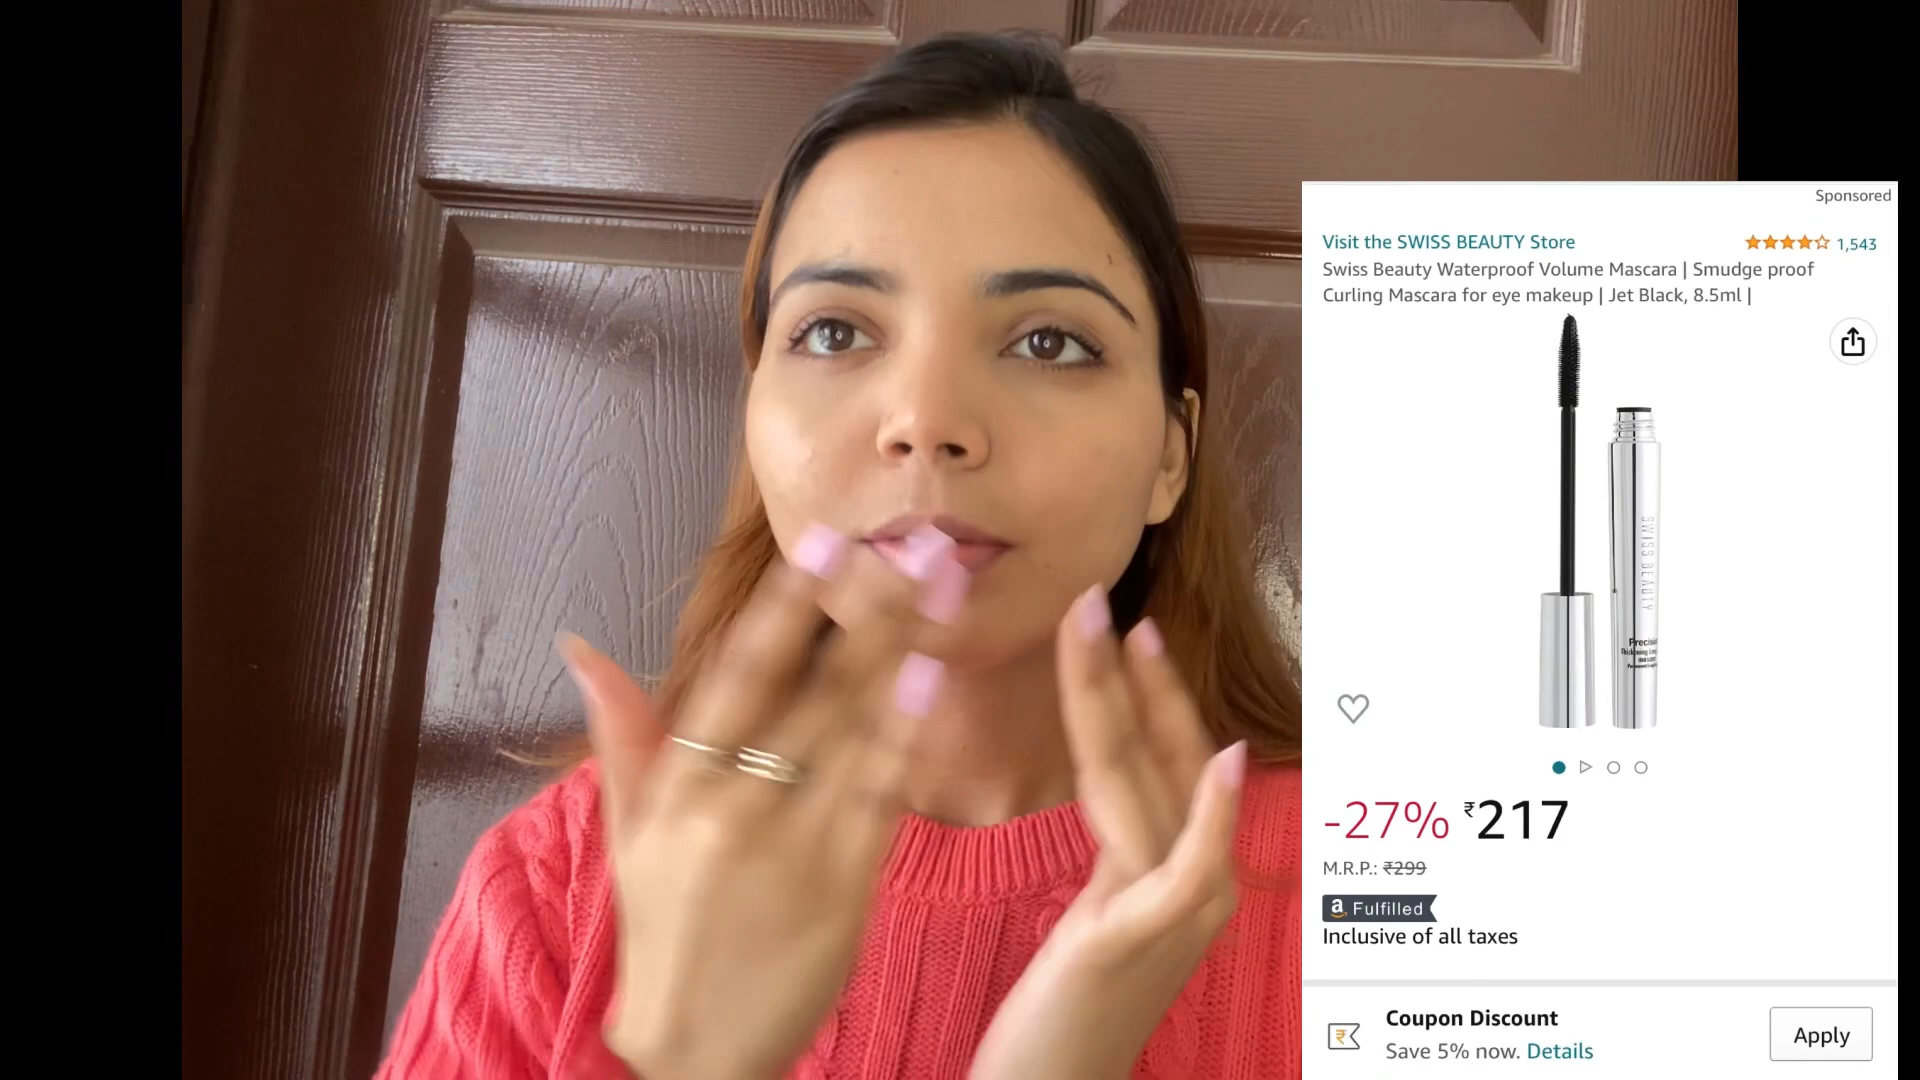 Sponsored
Visit the SWISS BEAUTY Store
1,543
Swiss Beauty Waterproof Volume Mascara | Smudge proof
Curling Mascara for eye makeup | Jet Black, 8.5ml |
SWISS BEAUTY
-27% ₹217
M.R.P.: ₹299
a Fulfilled
Inclusive of all taxes
Coupon Discount
Save 5% now. Details
Apply